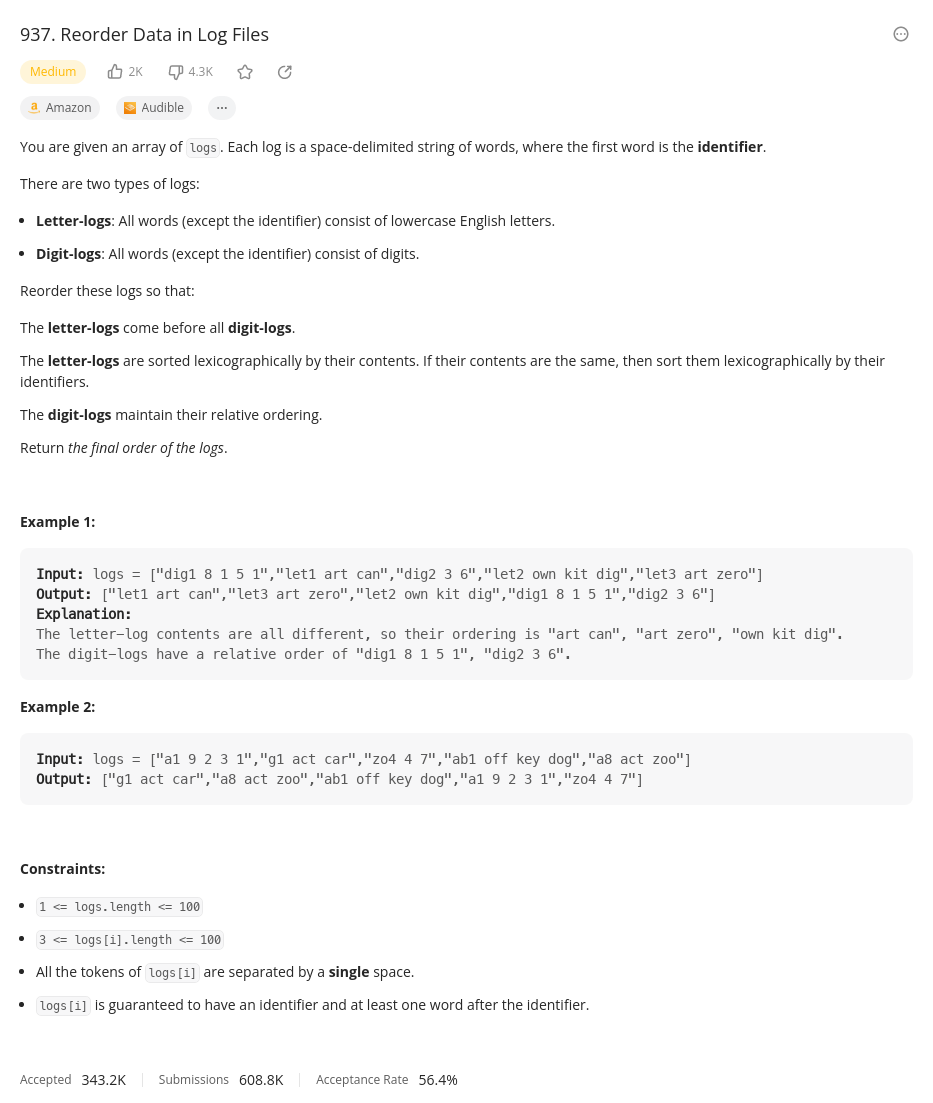 937. Reorder Data in Log Files
Medium 2K 4.3K
Amazon Audible ...
You are given an array of logs. Each log is a space-delimited string of words, where the first word is the identifier.
There are two types of logs:
• Letter-logs: All words (except the identifier) consist of lowercase English letters.
• Digit-logs: All words (except the identifier) consist of digits.
Reorder these logs so that:
The letter-logs come before all digit-logs.
The letter-logs are sorted lexicographically by their contents. If their contents are the same, then sort them lexicographically by their
identifiers.
The digit-logs maintain their relative ordering.
Return the final order of the logs.
Example 1:
Input: logs = ["dig1 8 1 5 1","let1 art can","dig2 3 6","let2 own kit dig","let3 art zero"]
Output: ["let1 art can","let3 art zero","let2 own kit dig","dig1 8 1 5 1","dig2 3 6"]
Explanation:
The letter-log contents are all different, so their ordering is "art can", "art zero", "own kit dig".
The digit-logs have a relative order of "dig1 8 1 5 1", "dig2 3 6".
Example 2:
Input: logs = ["a1 9 2 3 1","g1 act car","zo4 4 7","ab1 off key dog","a8 act zoo"]
Output: ["g1 act car","a8 act zoo","ab1 off key dog","a1 9 2 3 1","zo4 4 7"]
Constraints:
• 1 <= logs.length <= 100
• 3 <= logs[i].length <= 100
• All the tokens of logs[i] are separated by a single space.
• logs[i] is guaranteed to have an identifier and at least one word after the identifier.
Accepted 343.2K Submissions 608.8K Acceptance Rate 56.4%